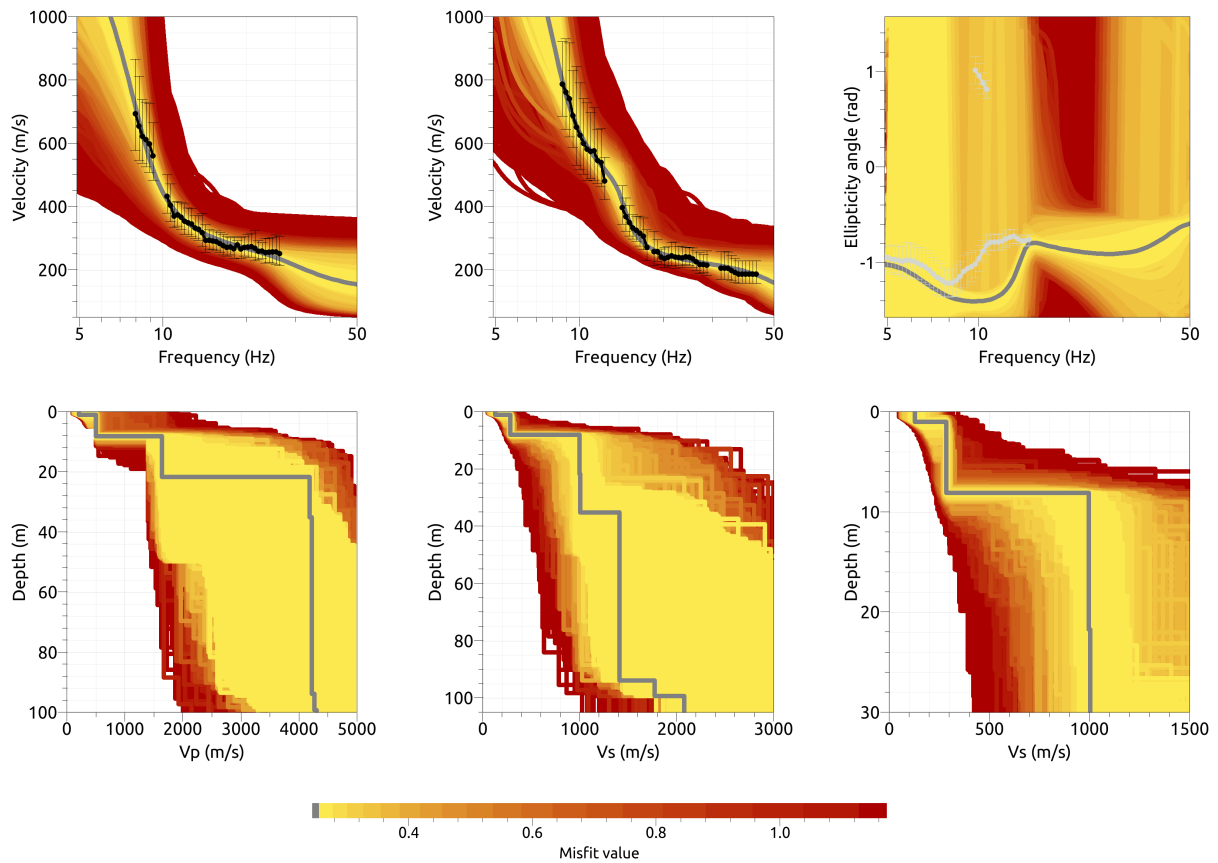 1000
800
600
400
200
Velocity (m/s)
5 10 50
Frequency (Hz)
1000
800
600
400
200
Velocity (m/s)
5 10 50
Frequency (Hz)
1
0
-1
Ellipticity angle (rad)
5 10 50
Frequency (Hz)
0
20
40
60
80
100
Depth (m)
0 1000 2000 3000 4000 5000
Vp (m/s)
0
20
40
60
80
100
Depth (m)
0 1000 2000 3000
Vs (m/s)
0
10
20
30
Depth (m)
0 500 1000 1500
Vs (m/s)
0.4 0.6 0.8 1.0
Misfit value